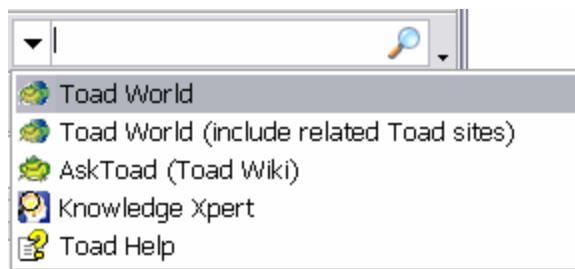 Toad World
Toad World (include related Toad sites)
AskToad (Toad Wiki)
Knowledge Xpert
Toad Help